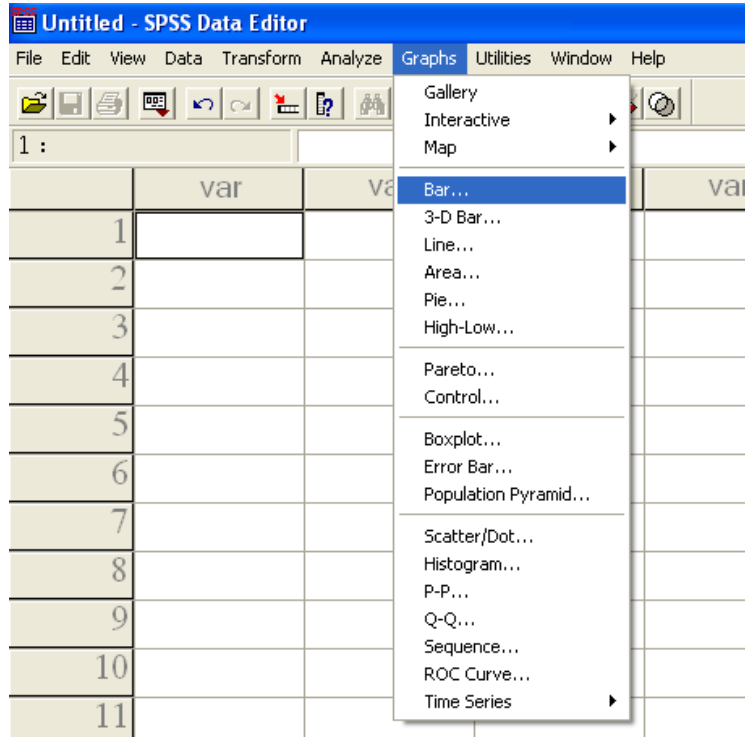 Untitled - SPSS Data Editor
File Edit View Data Transform Analyze Graphs Utilities Window Help
1 :
var
1
2
3
4
5
6
7
8
9
10
11
Gallery
Interactive
Map
Bar...
3-D Bar...
Line...
Area...
Pie...
High-Low...
Pareto...
Control...
Boxplot...
Error Bar...
Population Pyramid...
Scatter/Dot...
Histogram...
P-P...
Q-Q...
Sequence...
ROC Curve...
Time Series